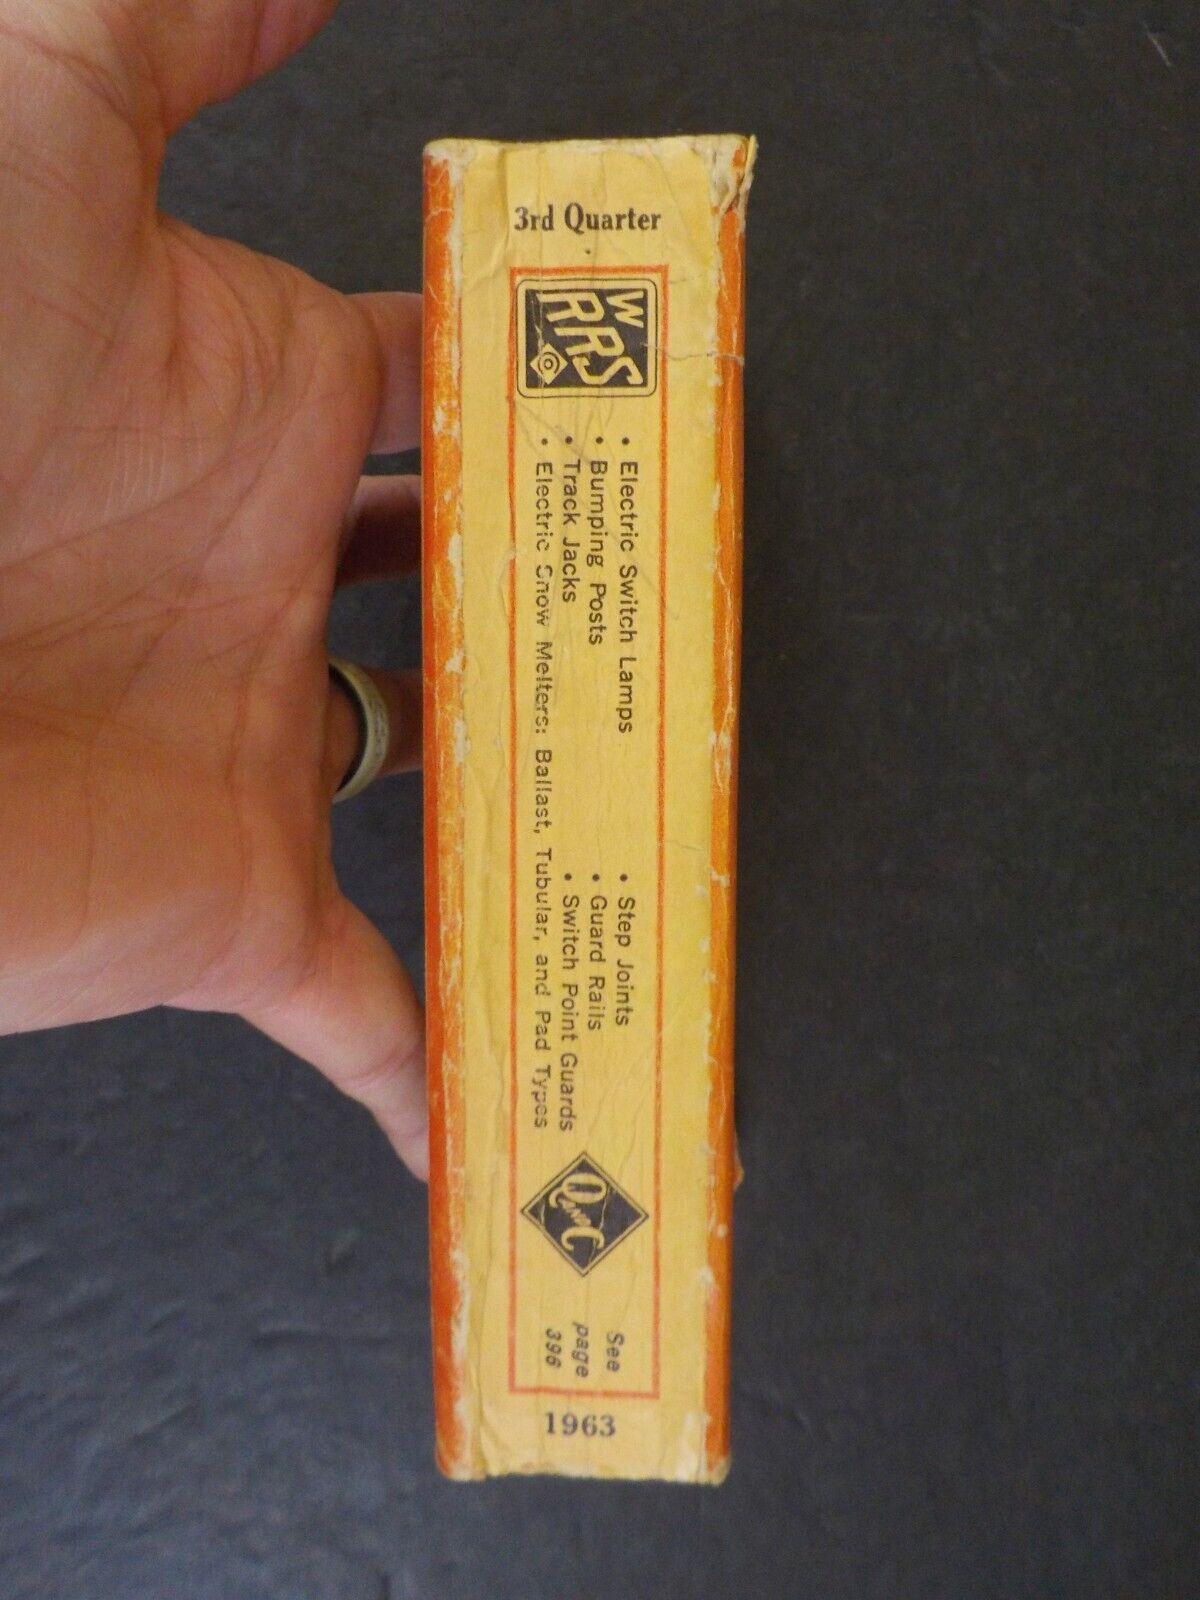 3rd Quarter
W
RRS
• Electric Switch Lamps
• Bumping Posts
• Track Jacks
• Step Joints
• Guard Rails
• Switch Point Guards
• Electric Snow Melters: Ballast, Tubular, and Pad Types
Q AND C
See
page
396
1963